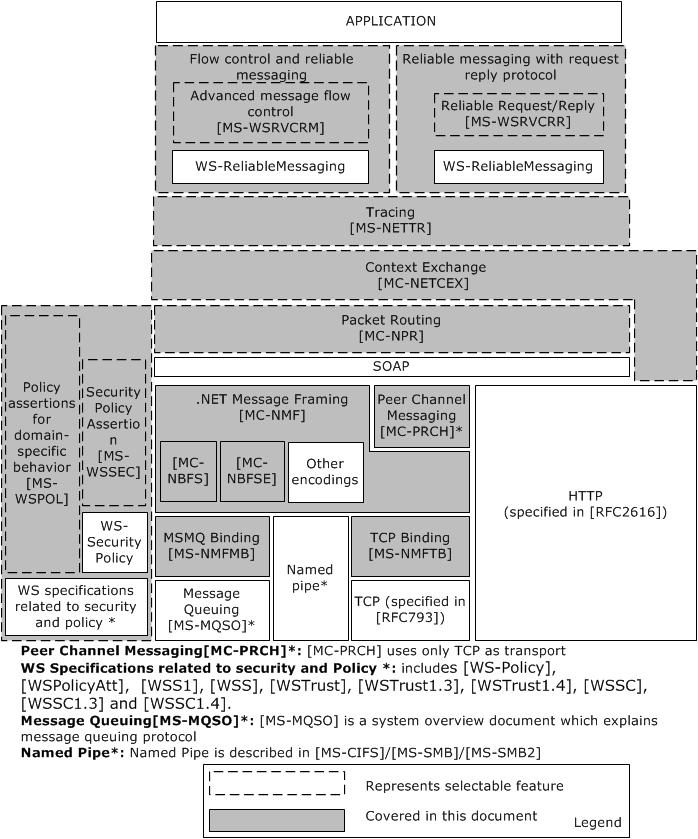 APPLICATION
Flow control and reliable
messaging
Advanced message flow
control
[MS-WSRVCRM]
WS-ReliableMessaging
Reliable messaging with request
reply protocol
Reliable Request/Reply
[MS-WSRVCRR]
WS-ReliableMessaging
Tracing
[MS-NETTR]
Context Exchange
[MC-NETCEX]
Packet Routing
[MC-NPR]
SOAP
Policy
assertions
for
domain-
specific
behavior
[MS-
WSPOL]
Security
Policy
Assertio
n
[MS-
WSSEC]
WS-
Security
Policy
WS specifications
related to security
and policy *
.NET Message Framing
[MC-NMF]
Peer Channel
Messaging
[MC-PRCH]*
[MC-
NBFS]
[MC-
NBFSE]
Other
encodings
MSMQ Binding
[MS-NMFMB]
Named
pipe*
TCP Binding
[MS-NMFTB]
Message
Queuing
[MS-MQSO]*
TCP (specified in
[RFC793])
HTTP
(specified in [RFC2616])
Peer Channel Messaging[MC-PRCH]*: [MC-PRCH] uses only TCP as transport
WS Specifications related to security and Policy *: includes [WS-Policy],
[WSPolicyAtt], [WSS1], [WSS], [WSTrust], [WSTrust1.3], [WSTrust1.4], [WSSC],
[WSSC1.3] and [WSSC1.4].
Message Queuing[MS-MQSO]*: [MS-MQSO] is a system overview document which explains
message queuing protocol
Named Pipe*: Named Pipe is described in [MS-CIFS]/[MS-SMB]/[MS-SMB2]
Represents selectable feature
Covered in this document
Legend